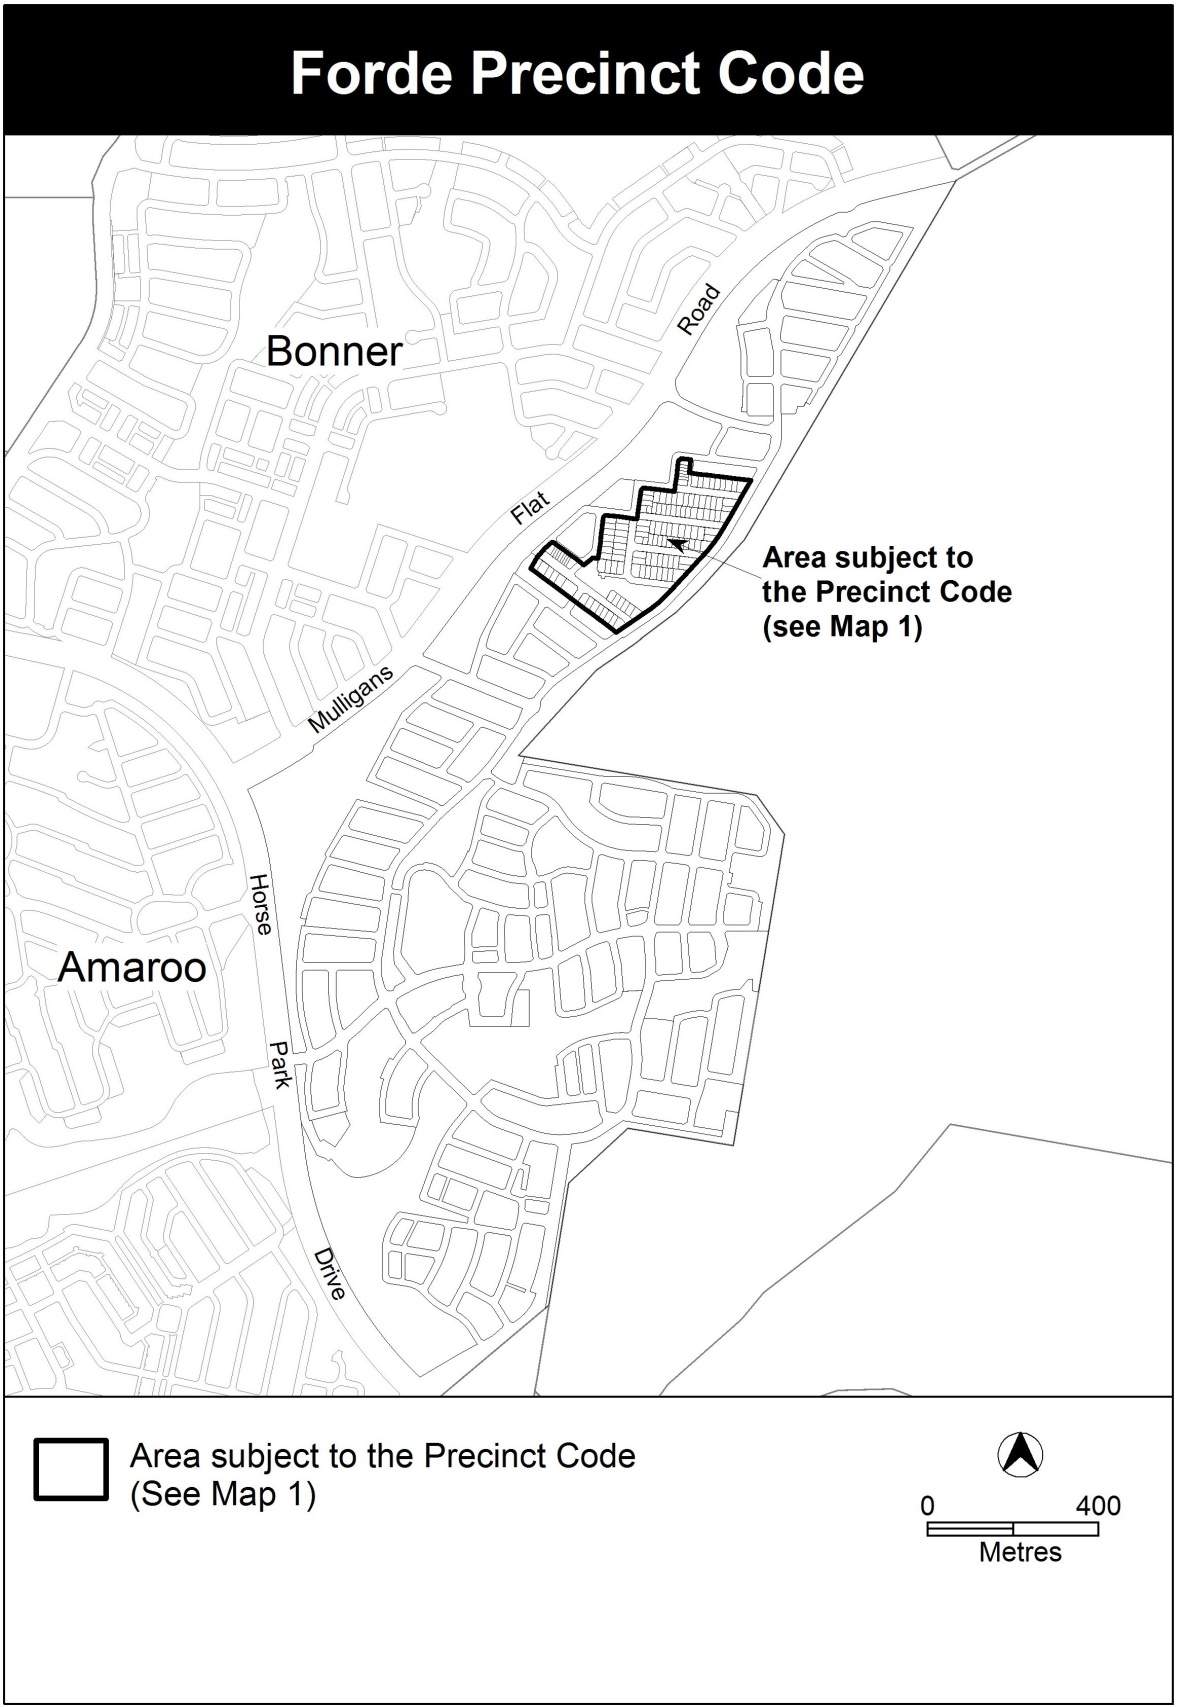 Forde Precinct Code
Bonner
Road
Flat
Area subject to
the Precinct Code
(see Map 1)
Mulligans
Horse
Amaroo
Park
Drive
Area subject to the Precinct Code
(See Map 1)
0 400
Metres